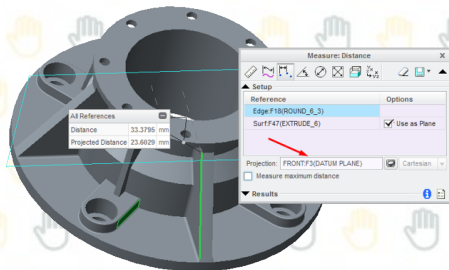 Measure: Distance
Setup
Reference Options
Edge:F18(ROUND_6_3)
Surf:F47(EXTRUDE_6) Use as Plane
All References
Distance 33.3795 mm
Projected Distance 23.6029 mm
Projection: FRONT:F3(DATUM PLANE) Cartesian
Measure maximum distance
Results